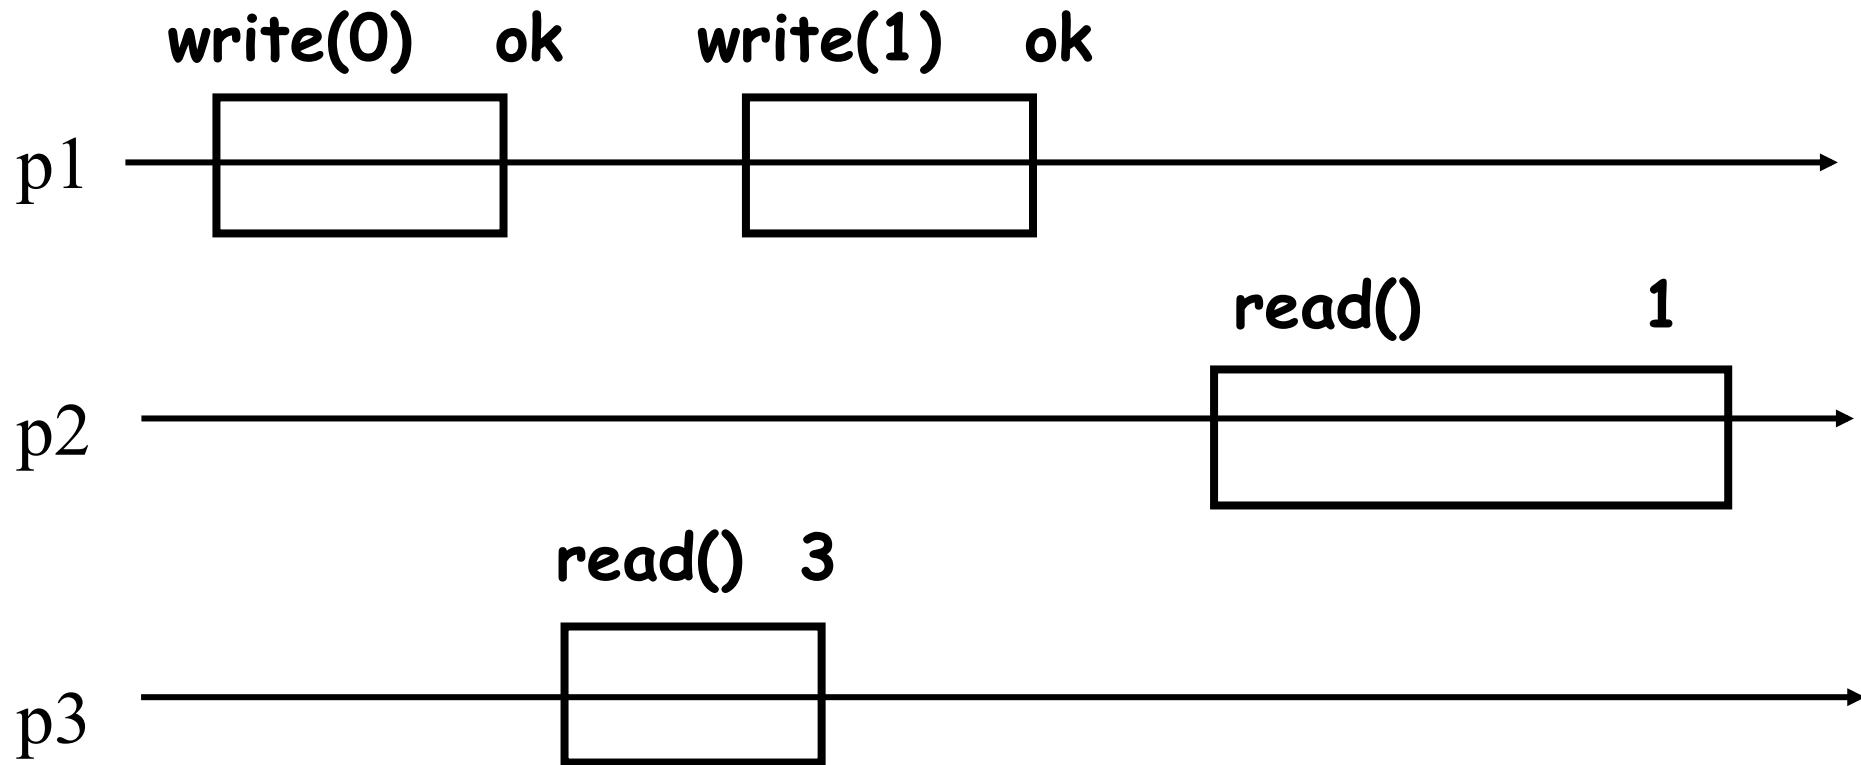 write(0) ok write(1) ok
p1
read() 1
p2
read() 3
p3